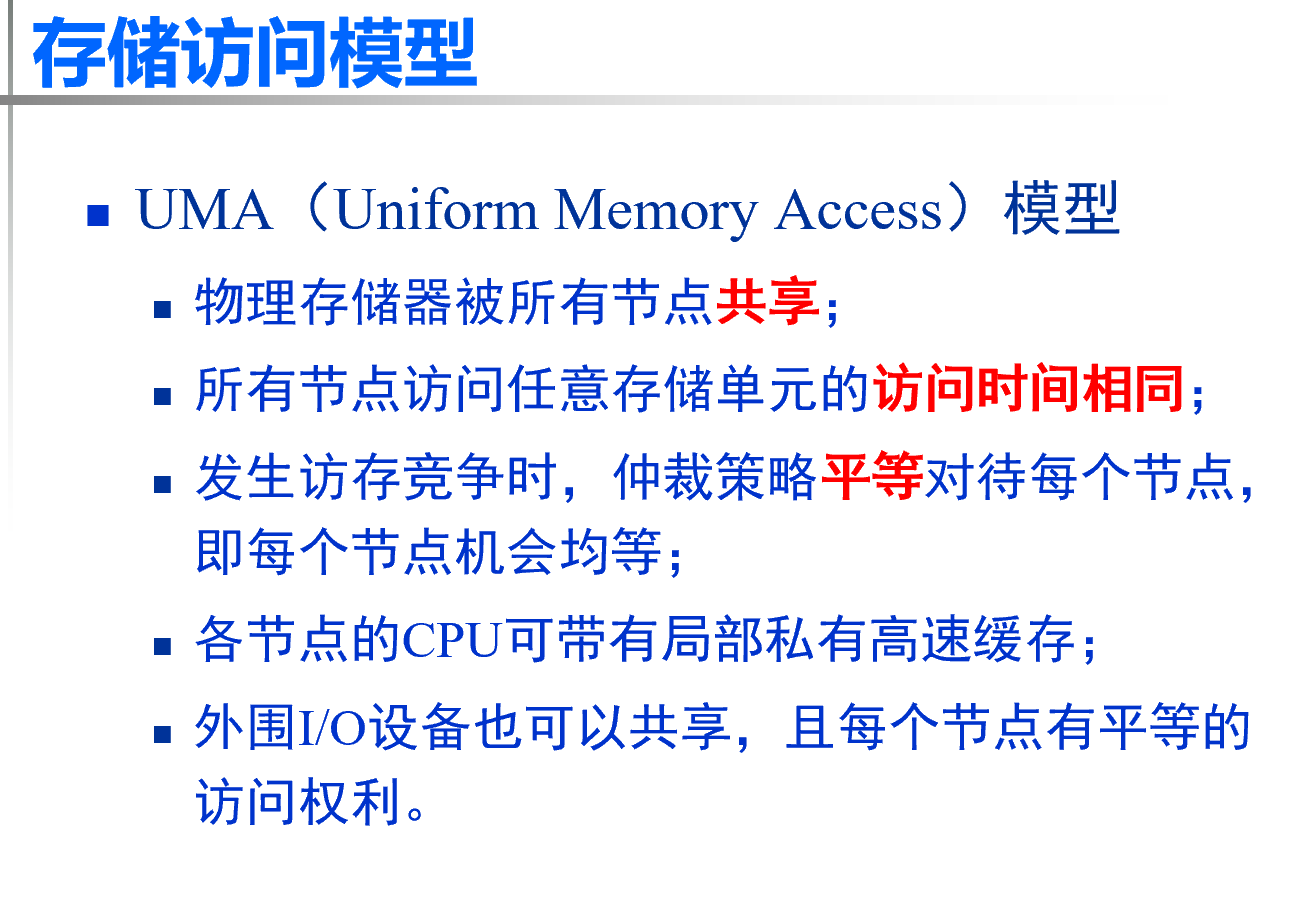 存储访问模型
UMA（Uniform Memory Access）模型
物理存储器被所有节点共享；
所有节点访问任意存储单元的访问时间相同；
发生访存竞争时，仲裁策略平等对待每个节点，
即每个节点机会均等；
各节点的CPU可带有局部私有高速缓存；
外围I/O设备也可以共享，且每个节点有平等的
访问权利。